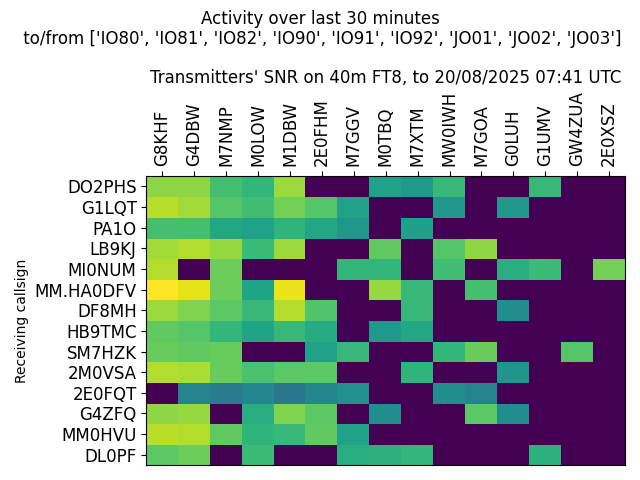 Activity over last 30 minutes
to/from ['IO80', 'IO81', 'IO82', 'IO90', 'IO91', 'IO92', 'JO01', 'JO02', 'JO03']
Transmitters' SNR on 40m FT8, to 20/08/2025 07:41 UTC
G8KHF
G4DBW
M7NMP
M0LOW
M1DBW
2E0FHM
M7GGV
M0TBQ
M7XTM
MW0IWH
M7GOA
G0LUH
G1UMV
GW4ZUA
2E0XSZ
Receiving callsign
DO2PHS
G1LQT
PA1O
LB9KJ
MI0NUM
MM.HA0DFV
DF8MH
HB9TMC
SM7HZK
2M0VSA
2E0FQT
G4ZFQ
MM0HVU
DL0PF